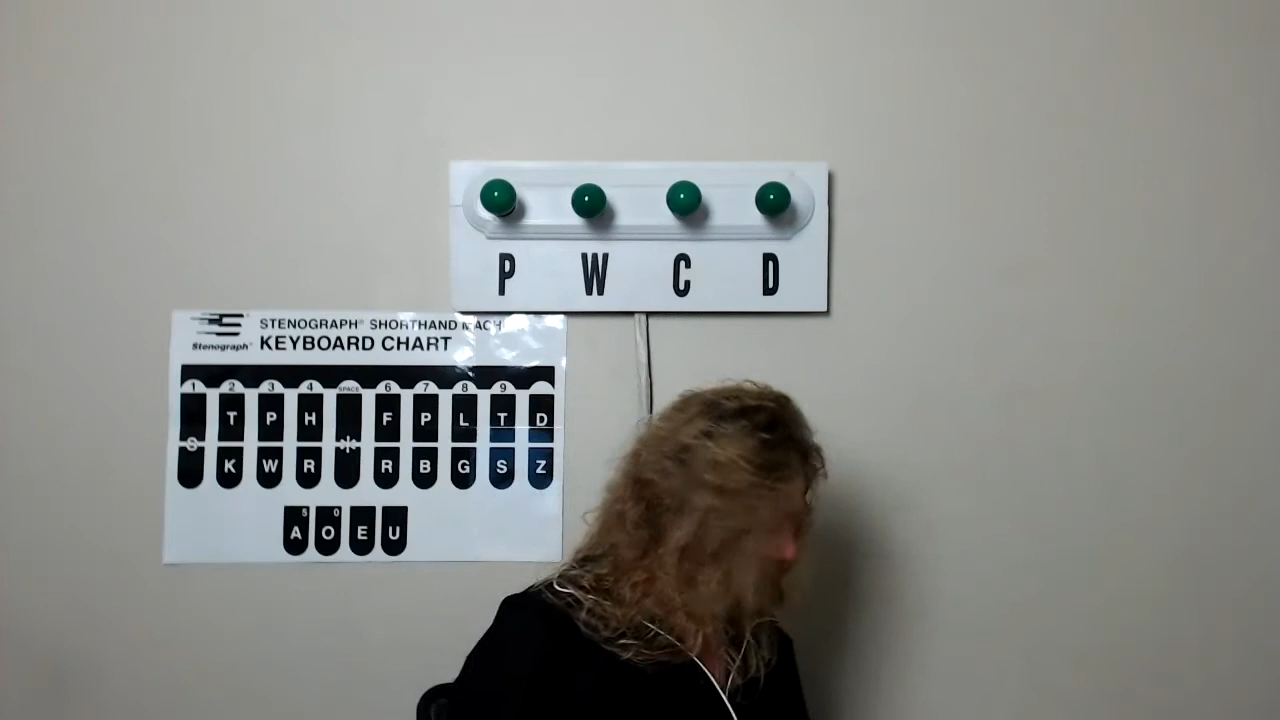 P W C D
STENOGRAPH® SHORTHAND MACH
Stenograph®
KEYBOARD CHART
1 2 3 4 SPACE 6 7 8 9
S T P H * F P L T D
K W R R B G S Z
5 0
A O E U